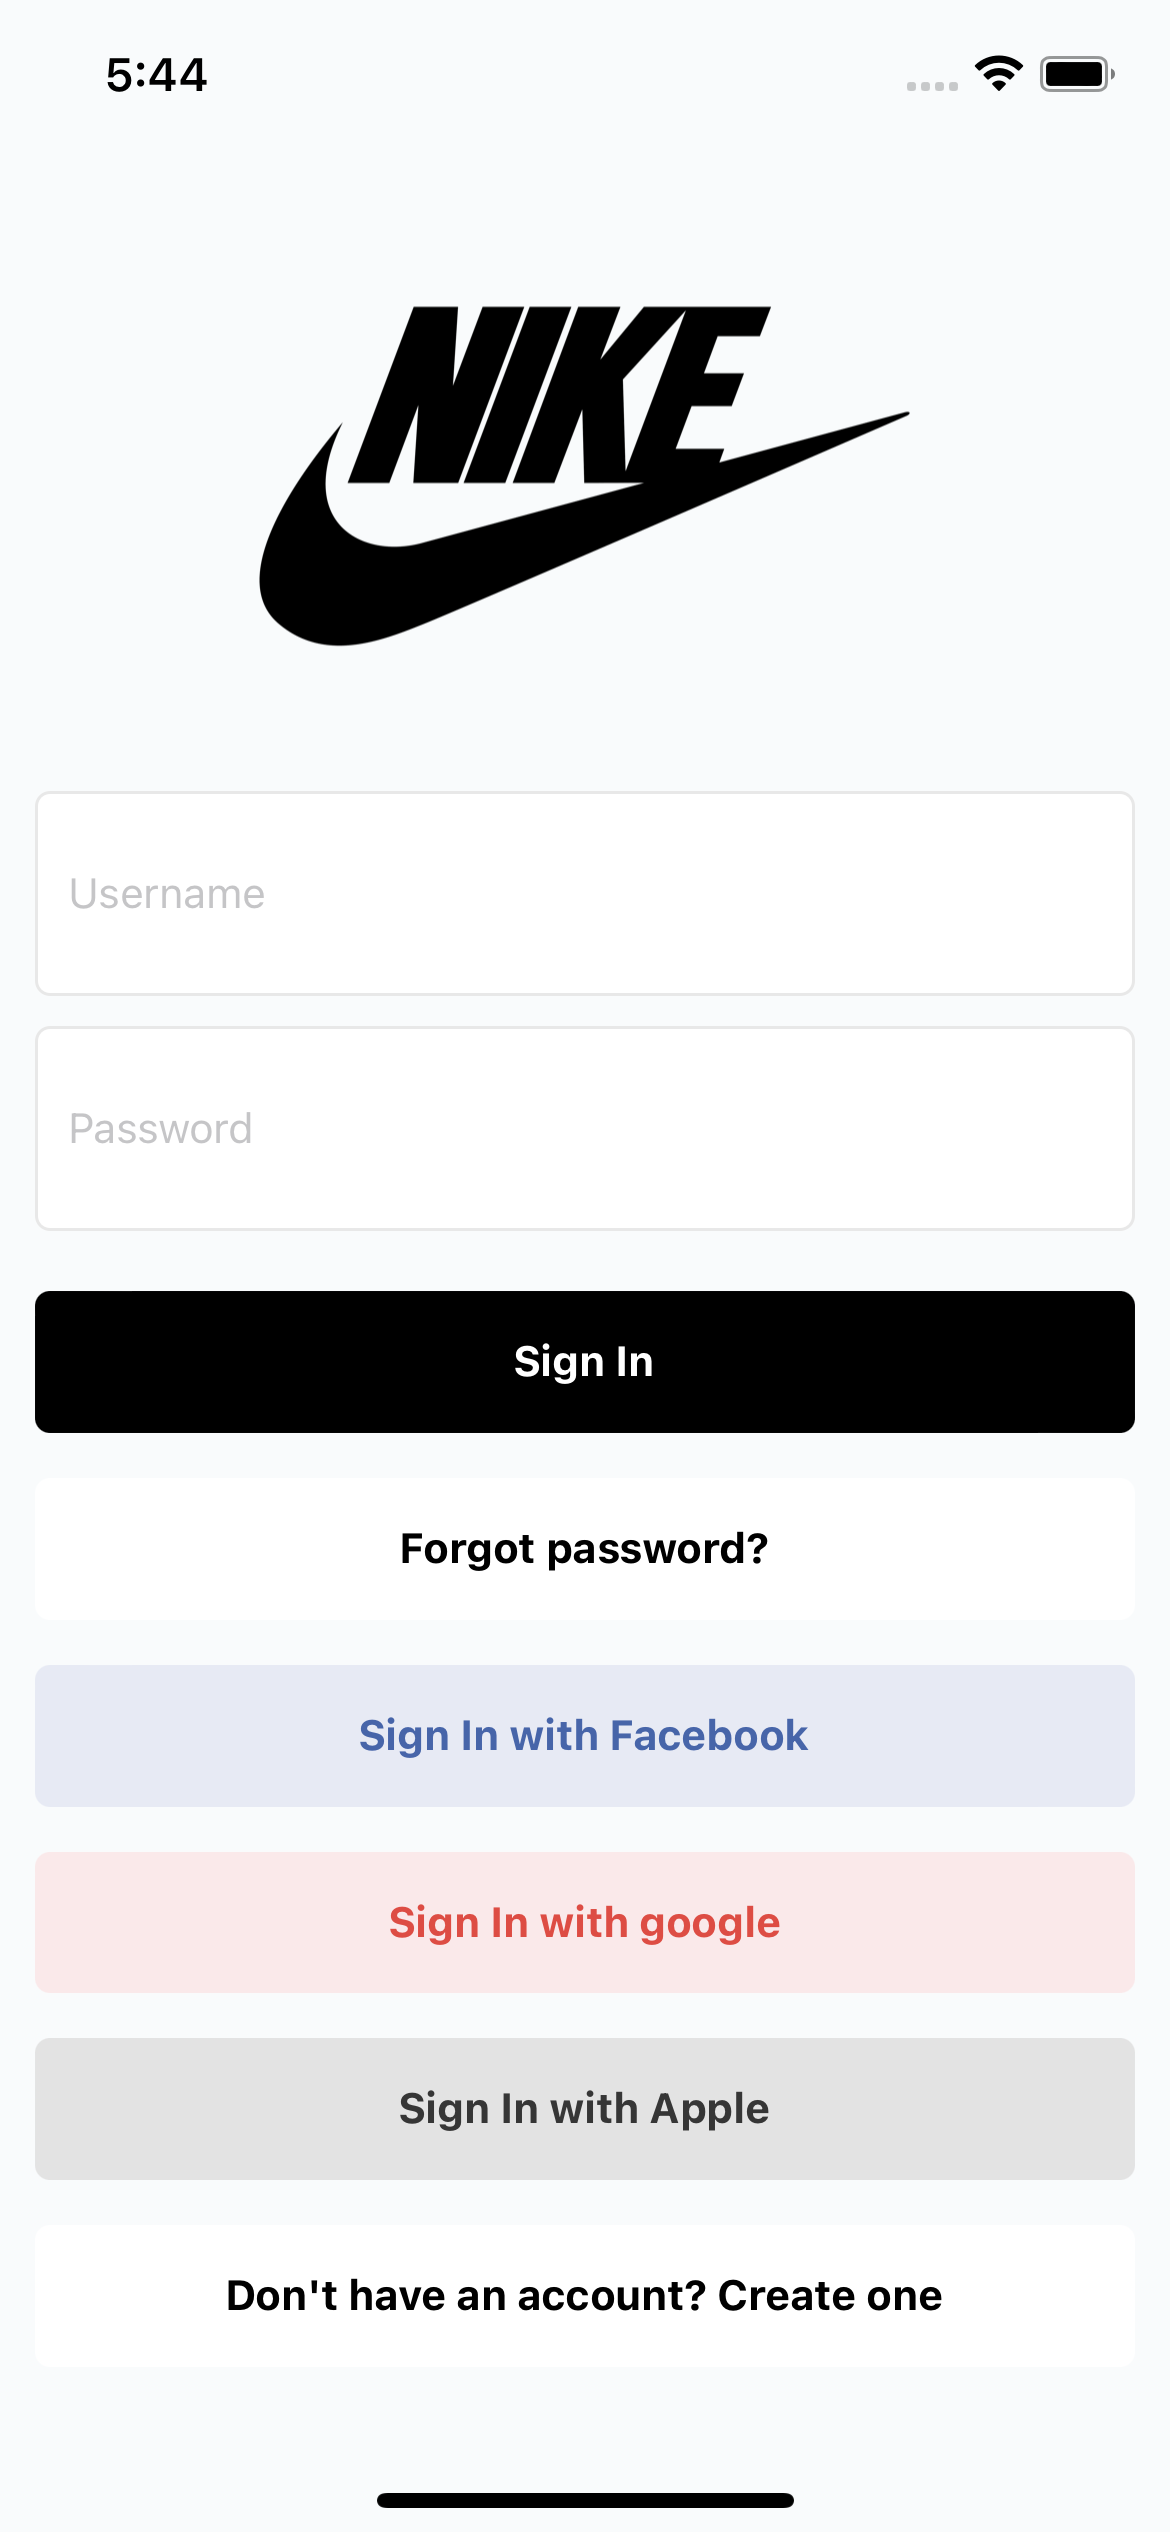 5:44
NIKE
Username
Password
Sign In
Forgot password?
Sign In with Facebook
Sign In with google
Sign In with Apple
Don't have an account? Create one